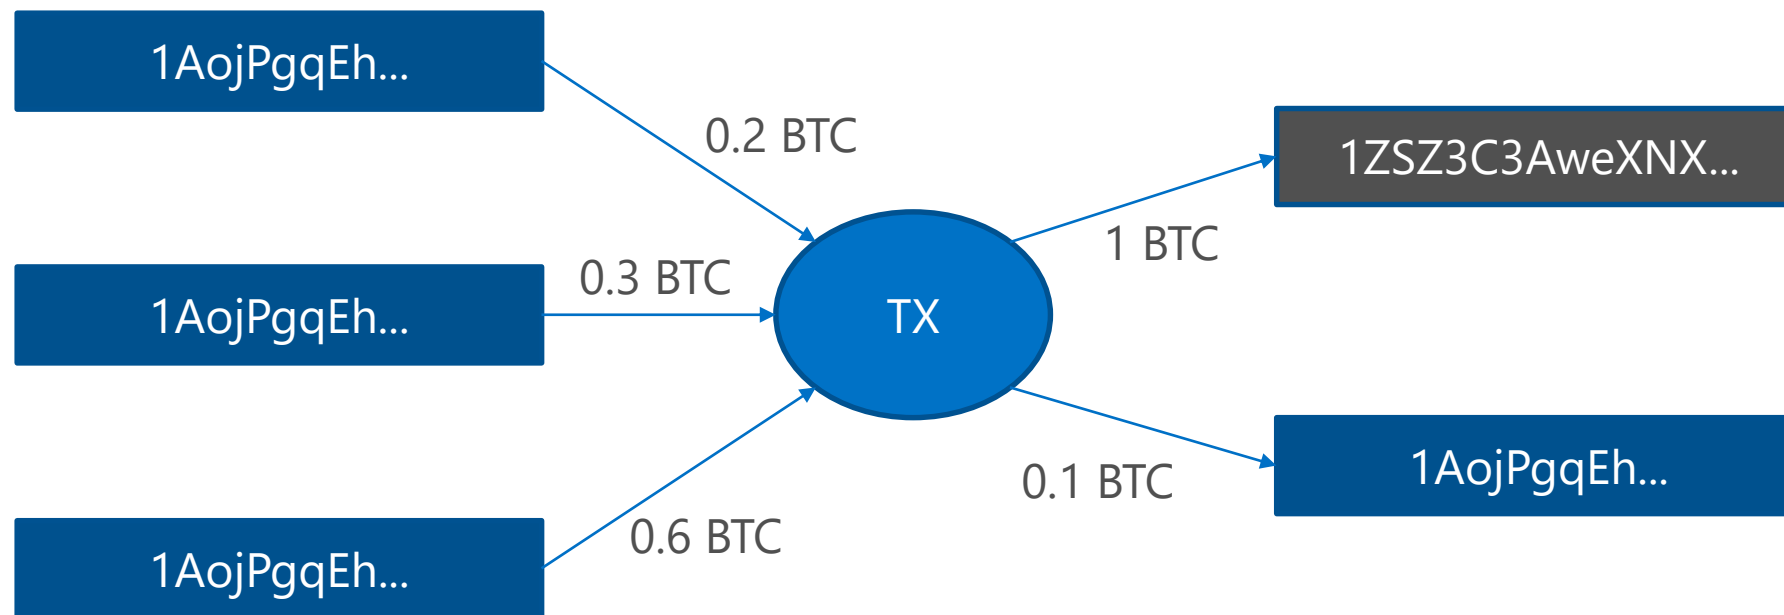 1AojPgqEh...
0.2 BTC
1ZSZ3C3AweXNX...
1 BTC
0.3 BTC
1AojPgqEh...
TX
0.1 BTC
1AojPgqEh...
0.6 BTC
1AojPgqEh...